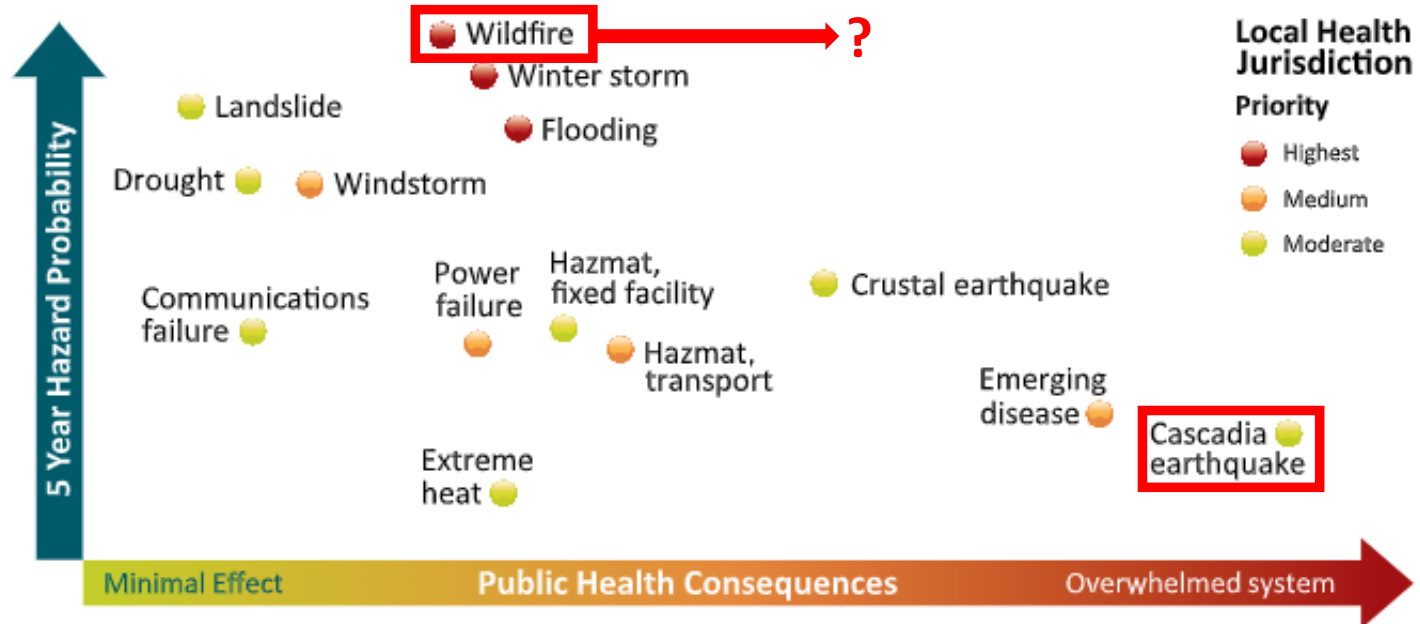 Wildfire
?
Winter storm
Landslide
Flooding
Drought
Windstorm
Local Health
Jurisdiction
Priority
Highest
Medium
Moderate
5 Year Hazard Probability
Communications
failure
Power
failure
Hazmat,
fixed facility
Crustal earthquake
Hazmat,
transport
Emerging
disease
Cascadia
earthquake
Extreme
heat
Minimal Effect
Public Health Consequences
Overwhelmed system